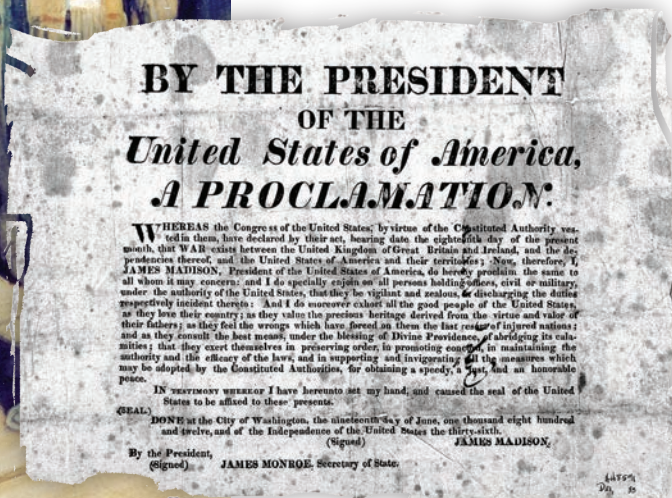 BY THE PRESIDENT
OF THE
United States of America,
A PROCLAMATION.
WHEREAS the Congress of the United States, by virtue of the Constituted Authority ves-
ted in them, have declared by their act, bearing date the eighteenth day of the present
month, that WAR exists between the United Kingdom of Great Britain and Ireland, and the de-
pendencies thereof, and the United States of America and their territories; Now, therefore, I,
JAMES MADISON, President of the United States of America, do hereby proclaim the same to
all whom it may concern: and I do specially enjoin on all persons holding offices, civil or military,
under the authority of the United States, that they be vigilant and zealous, in discharging the duties
respectively incident thereto: And I do moreover exhort all the good people of the United States,
as they love their country; as they value the precious heritage derived from the virtue and valor of
their fathers; as they feel the wrongs which have forced on them the last resort of injured nations;
and as they consult the best means, under the blessing of Divine Providence, of abridging its cala-
mities; that they exert themselves in preserving order, in promoting concord, in maintaining the
authority and the efficacy of the laws, and in supporting and invigorating all the measures which
may be adopted by the Constituted Authorities, for obtaining a speedy, a just, and an honorable
peace.
IN TESTIMONY WHEREOF I have hereunto set my hand, and caused the seal of the United
States to be affixed to these presents.
(SEAL.)
DONE at the City of Washington, the nineteenth day of June, one thousand eight hundred
and twelve, and of the Independence of the United States the thirty-sixth.
(Signed) JAMES MADISON.
By the President,
(Signed) JAMES MONROE, Secretary of State.